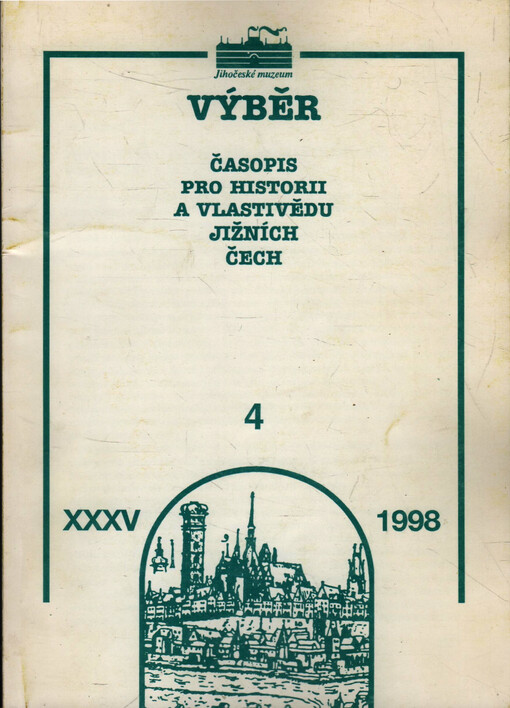 Jihočeské muzeum
VÝBĚR
ČASOPIS
PRO HISTORII
A VLASTIVĚDU
JIŽNÍCH
ČECH
4
XXXV 1998